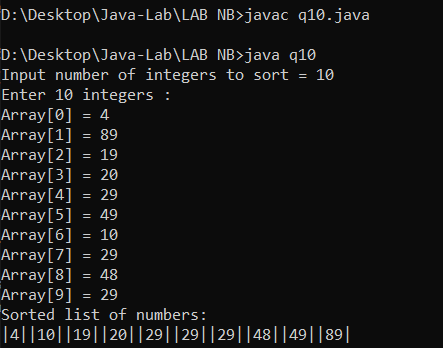 D:\Desktop\Java-Lab\LAB NB>javac q10.java
D:\Desktop\Java-Lab\LAB NB>java q10
Input number of integers to sort = 10
Enter 10 integers :
Array[0] = 4
Array[1] = 89
Array[2] = 19
Array[3] = 20
Array[4] = 29
Array[5] = 49
Array[6] = 10
Array[7] = 29
Array[8] = 48
Array[9] = 29
Sorted list of numbers:
|4||10||19||20||29||29||29||48||49||89|